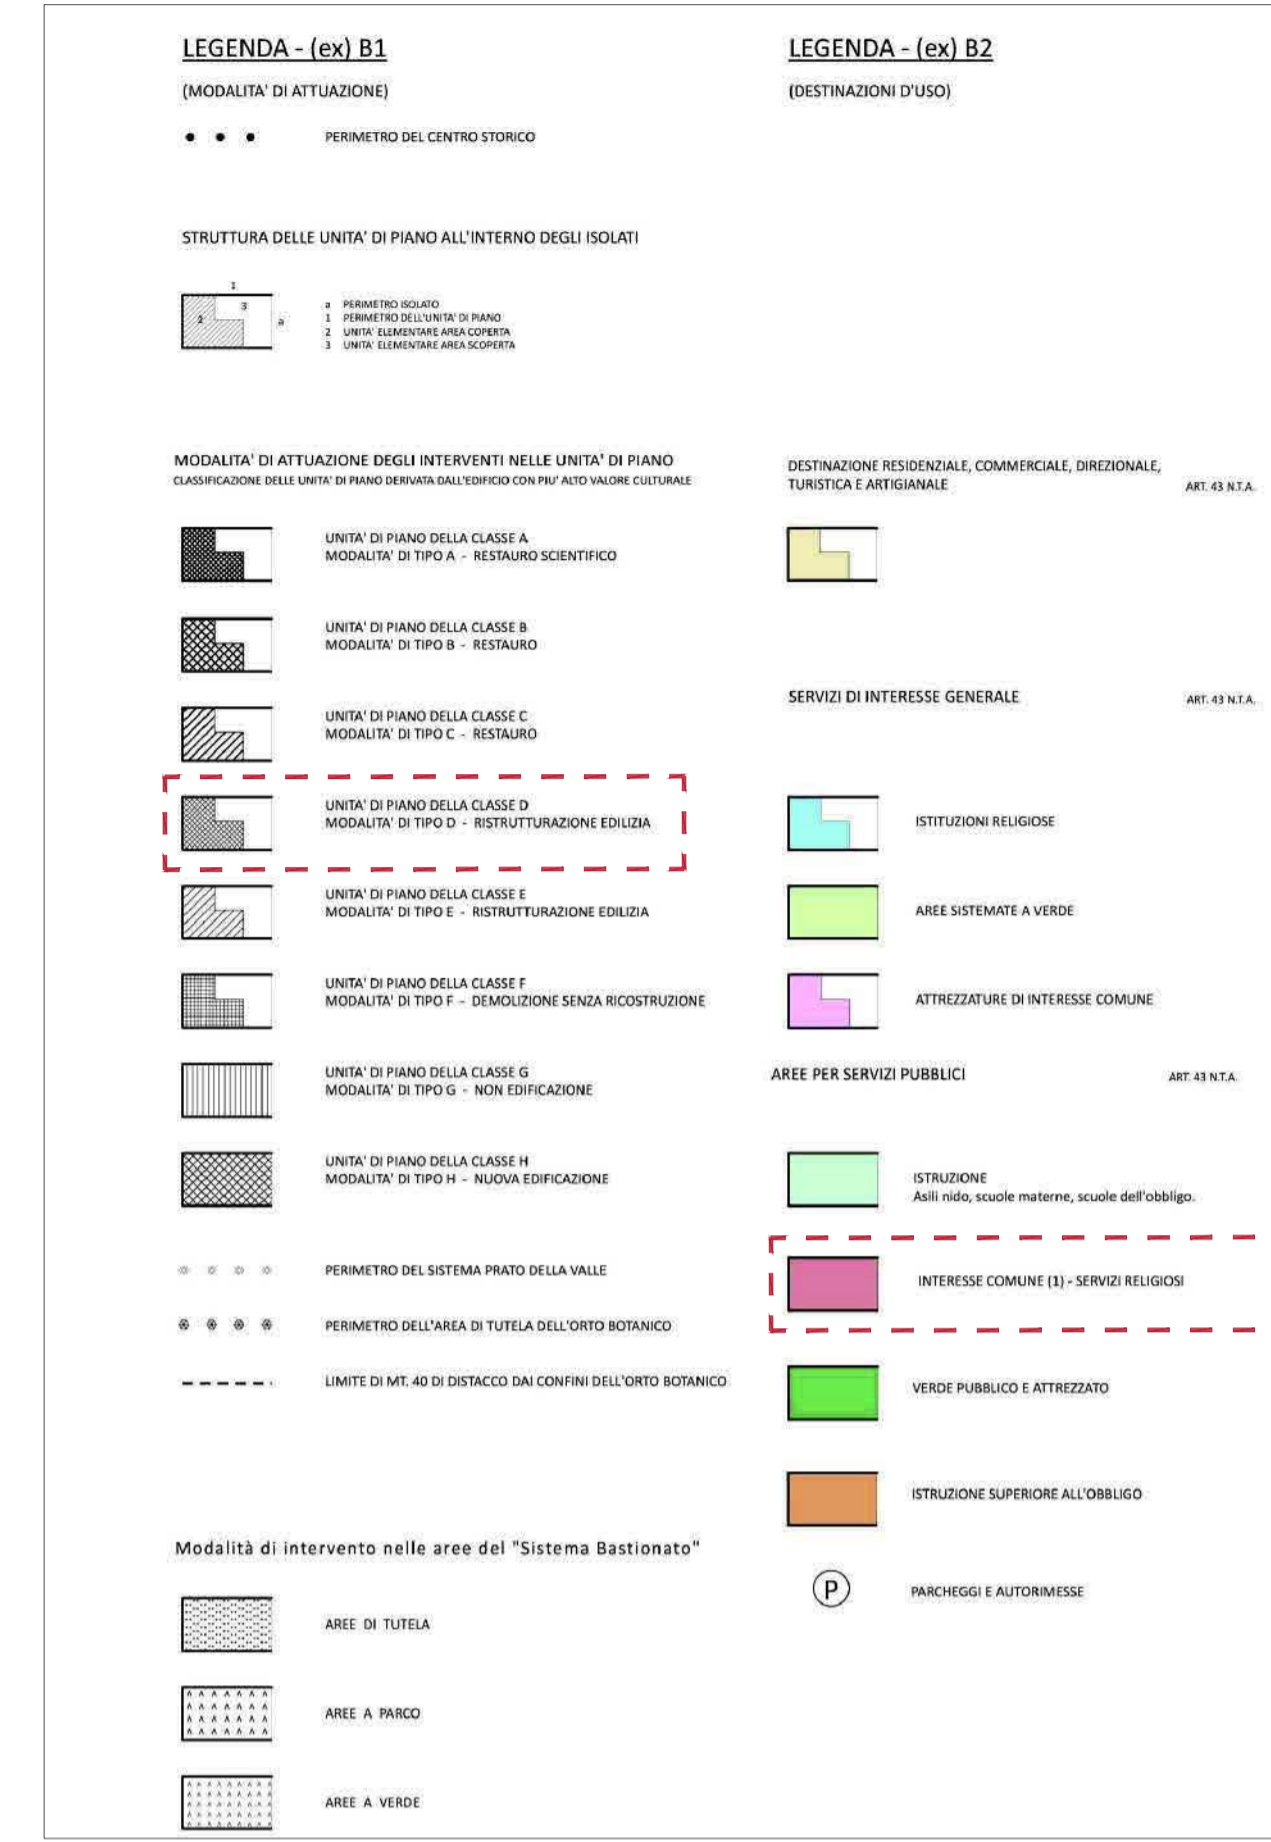 LEGENDA - (ex) B1
(MODALITA' DI ATTUAZIONE)
PERIMETRO DEL CENTRO STORICO
STRUTTURA DELLE UNITA' DI PIANO ALL'INTERNO DEGLI ISOLATI
1
3
2
a
a PERIMETRO ISOLATO
1 PERIMETRO DELL'UNITA' DI PIANO
2 UNITA' ELEMENTARE AREA COPERTA
3 UNITA' ELEMENTARE AREA SCOPERTA
MODALITA' DI ATTUAZIONE DEGLI INTERVENTI NELLE UNITA' DI PIANO
CLASSIFICAZIONE DELLE UNITA' DI PIANO DERIVATA DALL'EDIFICIO CON PIU' ALTO VALORE CULTURALE
UNITA' DI PIANO DELLA CLASSE A
MODALITA' DI TIPO A - RESTAURO SCIENTIFICO
UNITA' DI PIANO DELLA CLASSE B
MODALITA' DI TIPO B - RESTAURO
UNITA' DI PIANO DELLA CLASSE C
MODALITA' DI TIPO C - RESTAURO
UNITA' DI PIANO DELLA CLASSE D
MODALITA' DI TIPO D - RISTRUTTURAZIONE EDILIZIA
UNITA' DI PIANO DELLA CLASSE E
MODALITA' DI TIPO E - RISTRUTTURAZIONE EDILIZIA
UNITA' DI PIANO DELLA CLASSE F
MODALITA' DI TIPO F - DEMOLIZIONE SENZA RICOSTRUZIONE
UNITA' DI PIANO DELLA CLASSE G
MODALITA' DI TIPO G - NON EDIFICAZIONE
UNITA' DI PIANO DELLA CLASSE H
MODALITA' DI TIPO H - NUOVA EDIFICAZIONE
PERIMETRO DEL SISTEMA PRATO DELLA VALLE
PERIMETRO DELL'AREA DI TUTELA DELL'ORTO BOTANICO
LIMITE DI MT. 40 DI DISTACCO DAI CONFINI DELL'ORTO BOTANICO
Modalità di intervento nelle aree del "Sistema Bastionato"
AREE DI TUTELA
AREE A PARCO
AREE A VERDE
LEGENDA - (ex) B2
(DESTINAZIONI D'USO)
DESTINAZIONE RESIDENZIALE, COMMERCIALE, DIREZIONALE,
TURISTICA E ARTIGIANALE ART. 43 N.T.A.
SERVIZI DI INTERESSE GENERALE ART. 43 N.T.A.
ISTITUZIONI RELIGIOSE
AREE SISTEMATE A VERDE
ATTREZZATURE DI INTERESSE COMUNE
AREE PER SERVIZI PUBBLICI ART. 43 N.T.A.
ISTRUZIONE
Asili nido, scuole materne, scuole dell'obbligo.
INTERESSE COMUNE (1) - SERVIZI RELIGIOSI
VERDE PUBBLICO E ATTREZZATO
ISTRUZIONE SUPERIORE ALL'OBBLIGO
P PARCHEGGI E AUTORIMESSE